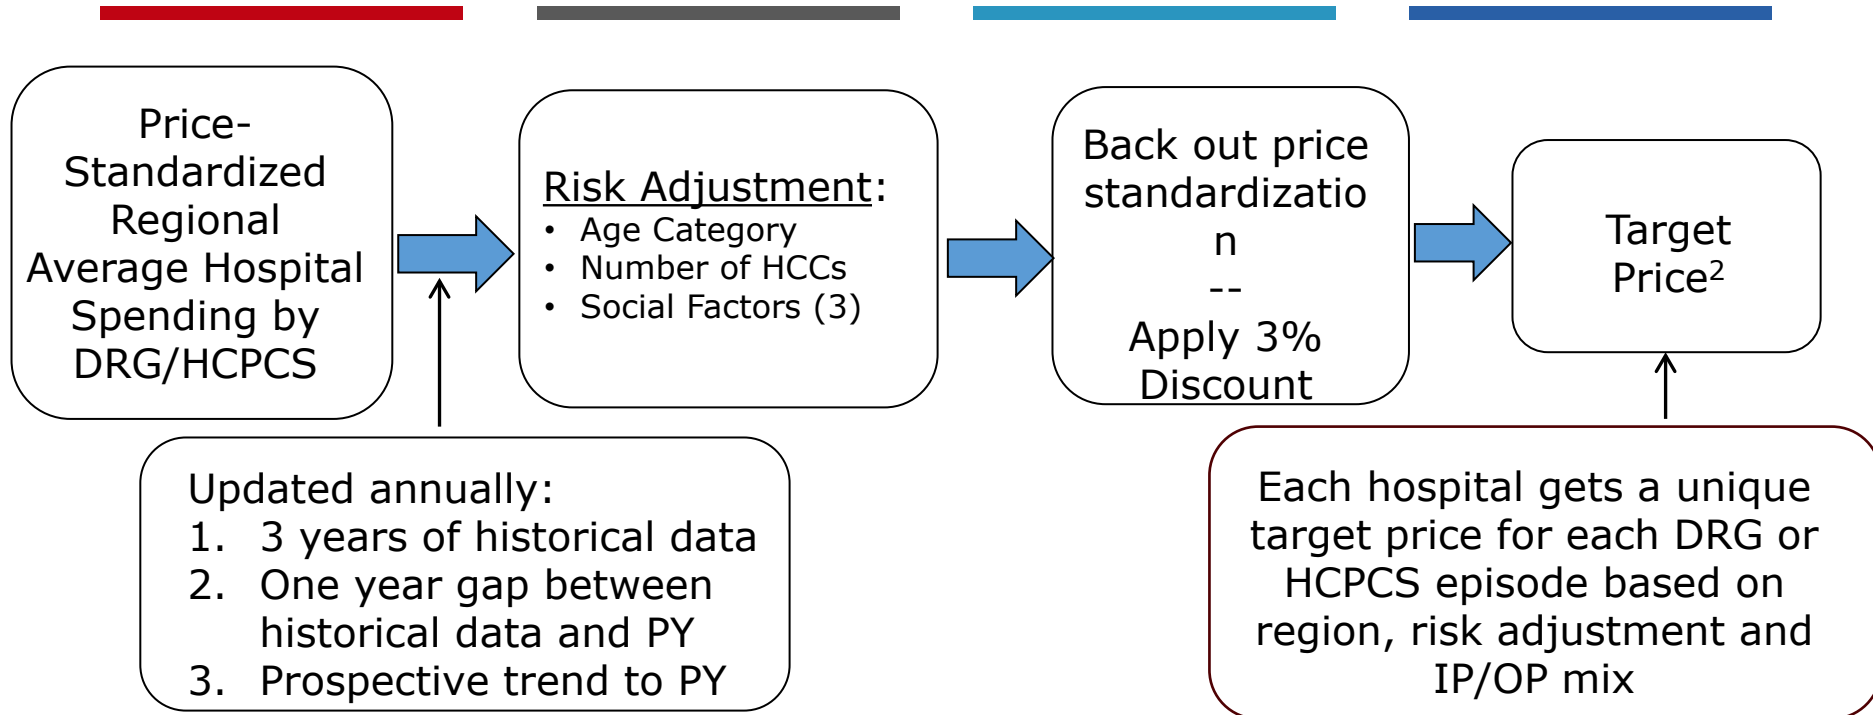 Price-
Standardized
Regional
Average Hospital
Spending by
DRG/HCPCS
Risk Adjustment:
• Age Category
• Number of HCCs
• Social Factors (3)
Back out price
standardizatio
n
--
Apply 3%
Discount
Target
Price²
Updated annually:
1. 3 years of historical data
2. One year gap between
historical data and PY
3. Prospective trend to PY
Each hospital gets a unique
target price for each DRG or
HCPCS episode based on
region, risk adjustment and
IP/OP mix